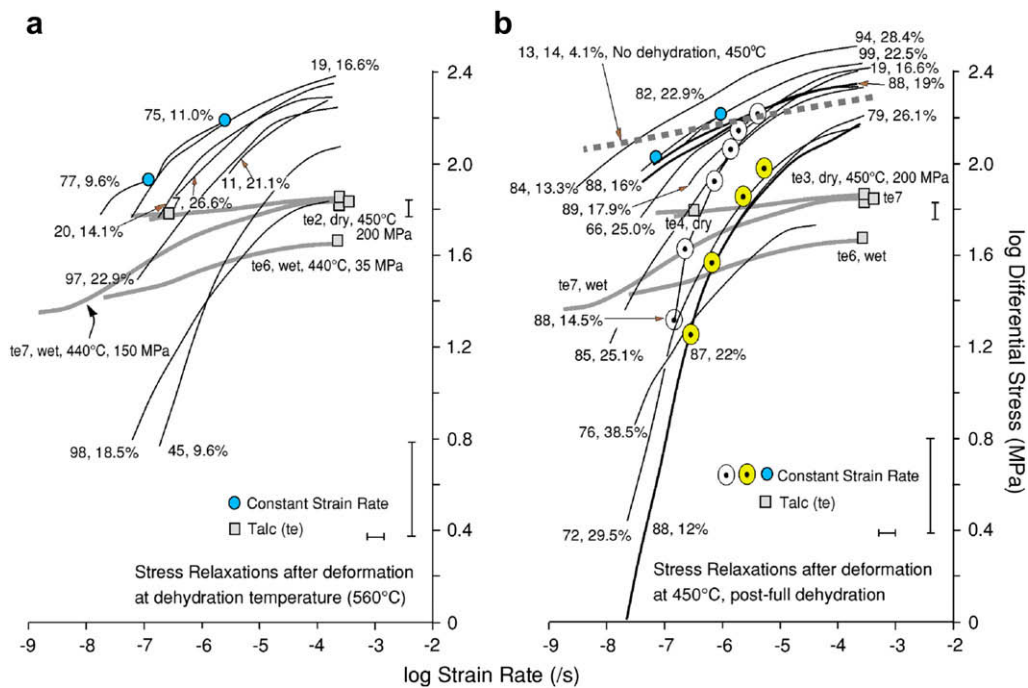 a
19, 16.6%
75, 11.0%
77, 9.6%
7, 26.6%
11, 21.1%
20, 14.1%
te2, dry, 450°C
200 MPa
97, 22.9%
te6, wet, 440°C, 35 MPa
te7, wet, 440°C, 150 MPa
98, 18.5%
45, 9.6%
Constant Strain Rate
Talc (te)
Stress Relaxations after deformation
at dehydration temperature (560°C)
2.4
2.0
1.6
1.2
0.8
0.4
0
-9
-8
-7
-6
-5
-4
-3
-2
b
13, 14, 4.1%, No dehydration, 450°C
94, 28.4%
99, 22.5%
19, 16.6%
88, 19%
82, 22.9%
79, 26.1%
84, 13.3%
88, 16%
89, 17.9%
66, 25.0%
te3, dry, 450°C, 200 MPa
te7
te4, dry
te6, wet
te7, wet
88, 14.5%
85, 25.1%
87, 22%
76, 38.5%
72, 29.5%
88, 12%
Constant Strain Rate
Talc (te)
Stress Relaxations after deformation
at 450°C, post-full dehydration
2.4
2.0
1.6
1.2
0.8
0.4
0
log Differential Stress (MPa)
-8
-7
-6
-5
-4
-3
-2
log Strain Rate (/s)